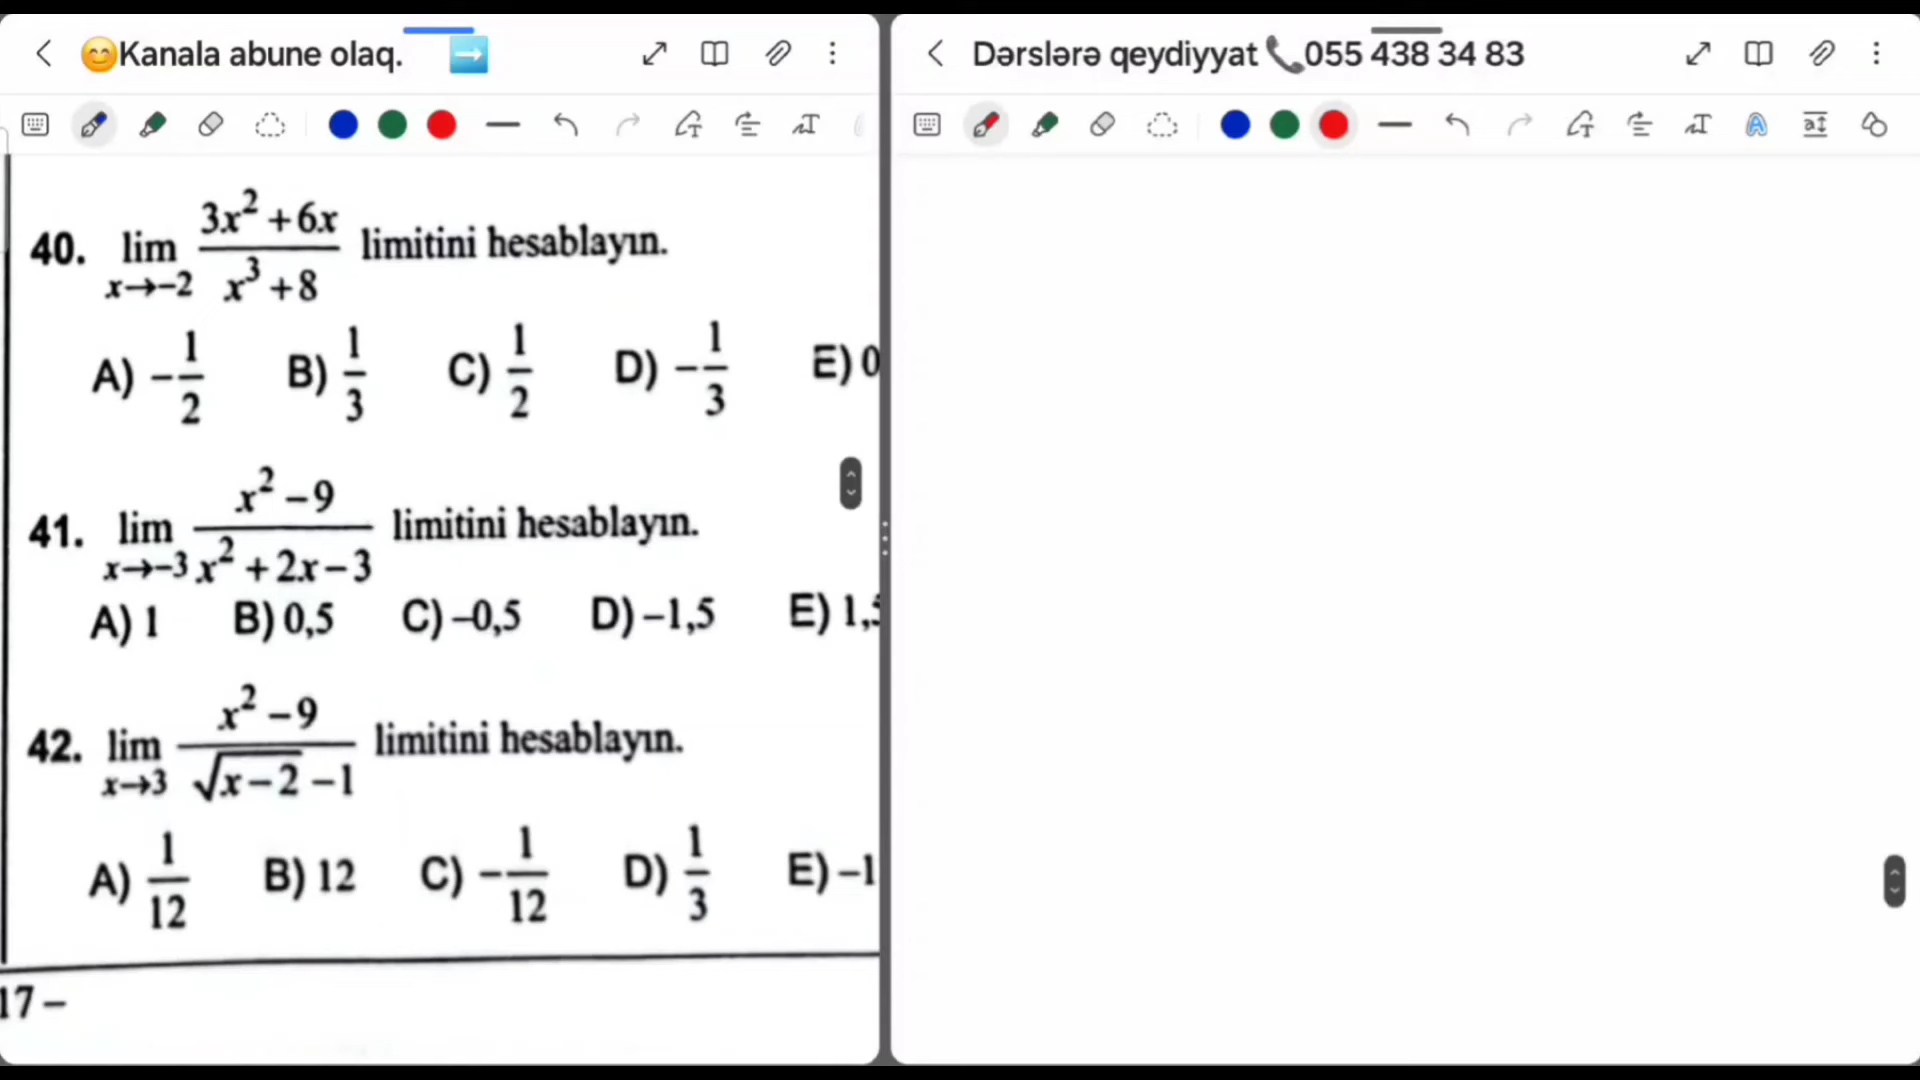 😊Kanala abune olaq. ➡️
Dərslərə qeydiyyat 📞055 438 34 83
40. lim x→−2 (3x² + 6x)/(x³ + 8) limitini hesablayın.
A) −1/2 B) 1/3 C) 1/2 D) −1/3 E) 0
41. lim x→−3 (x² − 9)/(x² + 2x − 3) limitini hesablayın.
A) 1 B) 0,5 C) −0,5 D) −1,5 E) 1,5
42. lim x→3 (x² − 9)/(√(x−2) − 1) limitini hesablayın.
A) 1/12 B) 12 C) −1/12 D) 1/3 E) −1
17 −